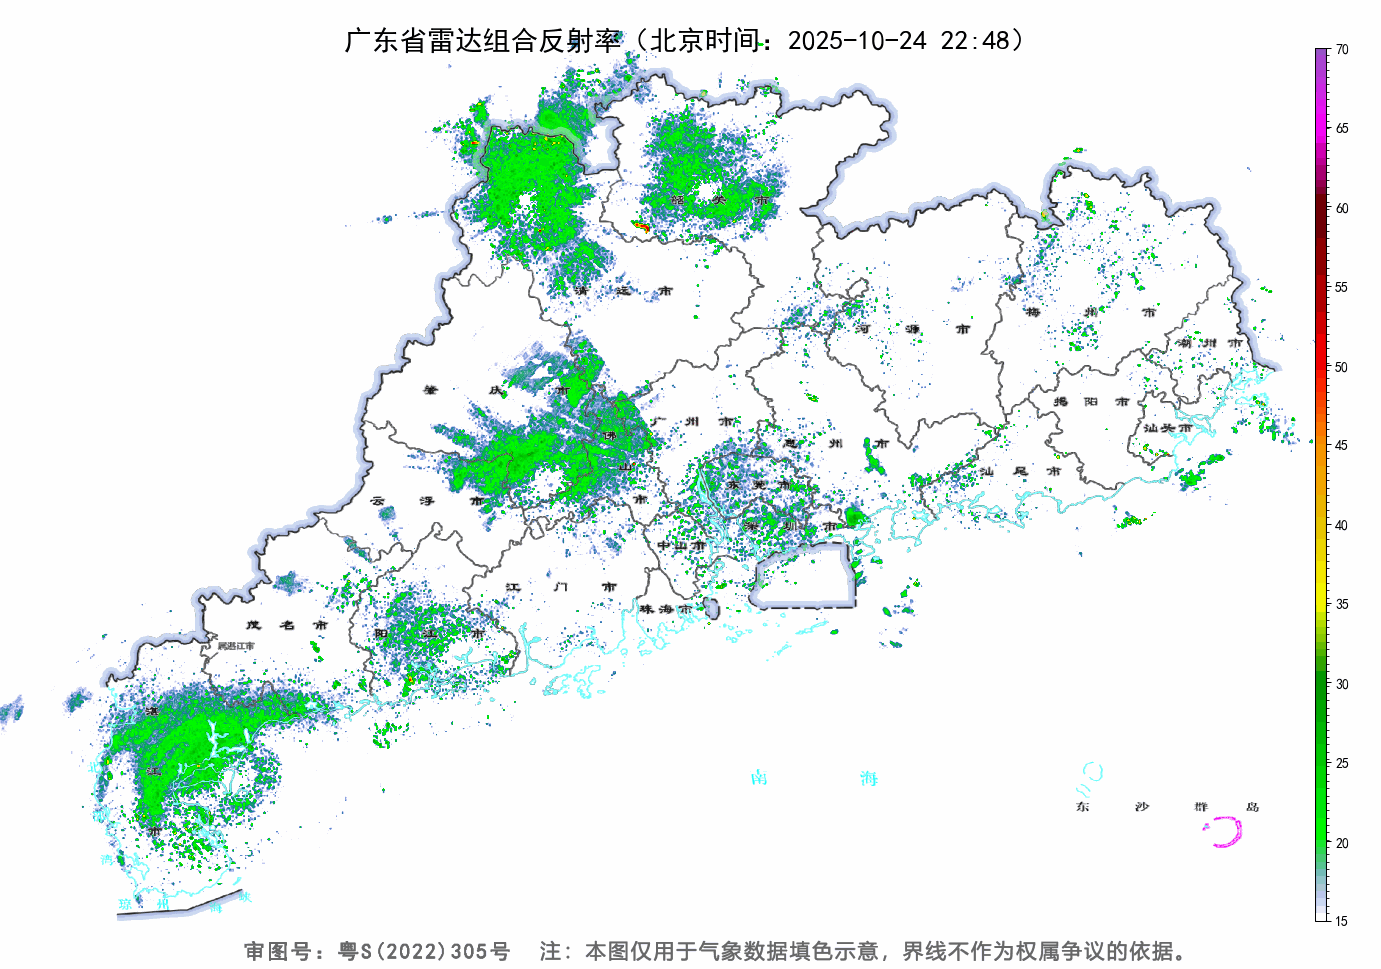 广东省雷达组合反射率（北京时间：2025-10-24 22:48）
70
65
60
55
50
45
40
35
30
25
20
15
韶 关 市
清 远 市
河 源 市
梅 州 市
潮 州 市
肇 庆 市
广 州 市
佛 山 市
惠 州 市
揭 阳 市
汕头市
汕 尾 市
云 浮 市
东 莞 市
深 圳 市
中山市
江 门 市
珠海市
茂 名 市
属湛江市
阳 江 市
湛 江 市
北 部 湾
南 海
东 沙 群 岛
琼 州 海 峡
审图号：粤S(2022)305号 注：本图仅用于气象数据填色示意，界线不作为权属争议的依据。